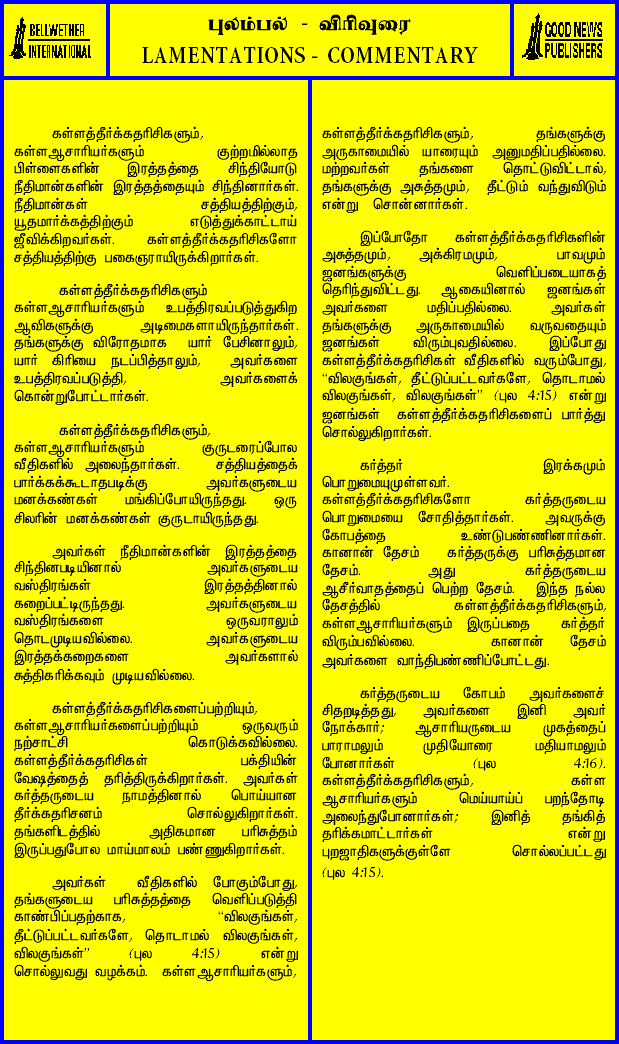 BELLWETHER
INTERNATIONAL
புலம்பல் - விரிவுரை
LAMENTATIONS - COMMENTARY
GOOD NEWS
PUBLISHERS
கள்ளத்தீர்க்கதரிசிகளும்,
கள்ளஆசாரியர்களும் குற்றமில்லாத
பிள்ளைகளின் இரத்தத்தை சிந்தியோடு
நீதிமான்களின் இரத்தத்தையும் சிந்தினார்கள்.
நீதிமான்கள் சத்தியத்திற்கும்,
யூதமார்க்கத்திற்கும் எடுத்துக்காட்டாய்
ஜீவிக்கிறவர்கள். கள்ளத்தீர்க்கதரிசிகளோ
சத்தியத்திற்கு பகைஞராயிருக்கிறார்கள்.
கள்ளத்தீர்க்கதரிசிகளும்
கள்ளஆசாரியர்களும் உபத்திரவப்படுத்துகிற
ஆவிகளுக்கு அடிமைகளாயிருந்தார்கள்.
தங்களுக்கு விரோதமாக யார் பேசினாலும்,
யார் கிரியை நடப்பித்தாலும், அவர்களை
உபத்திரவப்படுத்தி, அவர்களைக்
கொன்றுபோட்டார்கள்.
கள்ளத்தீர்க்கதரிசிகளும்,
கள்ளஆசாரியர்களும் குருடரைப்போல
வீதிகளில் அலைந்தார்கள். சத்தியத்தைக்
பார்க்கக்கூடாதபடிக்கு அவர்களுடைய
மனக்கண்கள் மங்கிப்போயிருந்தது. ஒரு
சிலரின் மனக்கண்கள் குருடாயிருந்தது.
அவர்கள் நீதிமான்களின் இரத்தத்தை
சிந்தினபடியினால் அவர்களுடைய
வஸ்திரங்கள் இரத்தத்தினால்
கறைப்பட்டிருந்தது. அவர்களுடைய
வஸ்திரங்களை ஒருவராலும்
தொடமுடியவில்லை. அவர்களுடைய
இரத்தக்கறைகளை அவர்களால்
சுத்திகரிக்கவும் முடியவில்லை.
கள்ளத்தீர்க்கதரிசிகளைப்பற்றியும்,
கள்ளஆசாரியர்களைப்பற்றியும் ஒருவரும்
நற்சாட்சி கொடுக்கவில்லை.
கள்ளத்தீர்க்கதரிசிகள் பக்தியின்
வேஷத்தைத் தரித்திருக்கிறார்கள். அவர்கள்
கர்த்தருடைய நாமத்தினால் பொய்யான
தீர்க்கதரிசனம் சொல்லுகிறார்கள்.
தங்களிடத்தில் அதிகமான பரிசுத்தம்
இருப்பதுபோல மாய்மாலம் பண்ணுகிறார்கள்.
அவர்கள் வீதிகளில் போகும்போது,
தங்களுடைய பரிசுத்தத்தை வெளிப்படுத்தி
காண்பிப்பதற்காக, “விலகுங்கள்,
தீட்டுப்பட்டவர்களே, தொடாமல் விலகுங்கள்,
விலகுங்கள்” (புல 4:15) என்று
சொல்லுவது வழக்கம். கள்ளஆசாரியர்களும்,
கள்ளத்தீர்க்கதரிசிகளும், தங்களுக்கு
அருகாமையில் யாரையும் அனுமதிப்பதில்லை.
மற்றவர்கள் தங்களை தொட்டுவிட்டால்,
தங்களுக்கு அசுத்தமும், தீட்டும் வந்துவிடும்
என்று சொன்னார்கள்.
இப்போதோ கள்ளத்தீர்க்கதரிசிகளின்
அசுத்தமும், அக்கிரமமும், பாவமும்
ஜனங்களுக்கு வெளிப்படையாகத்
தெரிந்துவிட்டது. ஆகையினால் ஜனங்கள்
அவர்களை மதிப்பதில்லை. அவர்கள்
தங்களுக்கு அருகாமையில் வருவதையும்
ஜனங்கள் விரும்புவதில்லை. இப்போது
கள்ளத்தீர்க்கதரிசிகள் வீதிகளில் வரும்போது,
“விலகுங்கள், தீட்டுப்பட்டவர்களே, தொடாமல்
விலகுங்கள், விலகுங்கள்” (புல 4:15) என்று
ஜனங்கள் கள்ளத்தீர்க்கதரிசிகளைப் பார்த்து
சொல்லுகிறார்கள்.
கர்த்தர் இரக்கமும்
பொறுமையுமுள்ளவர்.
கள்ளத்தீர்க்கதரிசிகளோ கர்த்தருடைய
பொறுமையை சோதித்தார்கள். அவருக்கு
கோபத்தை உண்டுபண்ணினார்கள்.
கானான் தேசம் கர்த்தருக்கு பரிசுத்தமான
தேசம். அது கர்த்தருடைய
ஆசீர்வாதத்தைப் பெற்ற தேசம். இந்த நல்ல
தேசத்தில் கள்ளத்தீர்க்கதரிசிகளும்,
கள்ளஆசாரியர்களும் இருப்பதை கர்த்தர்
விரும்பவில்லை. கானான் தேசம்
அவர்களை வாந்திபண்ணிப்போட்டது.
கர்த்தருடைய கோபம் அவர்களைச்
சிதறடித்தது, அவர்களை இனி அவர்
நோக்கார்; ஆசாரியருடைய முகத்தைப்
பாராமலும் முதியோரை மதியாமலும்
போனார்கள் (புல 4:16).
கள்ளத்தீர்க்கதரிசிகளும், கள்ள
ஆசாரியர்களும் மெய்யாய்ப் பறந்தோடி
அலைந்துபோனார்கள்; இனித் தங்கித்
தரிக்கமாட்டார்கள் என்று
புறஜாதிகளுக்குள்ளே சொல்லப்பட்டது
(புல 4:15).